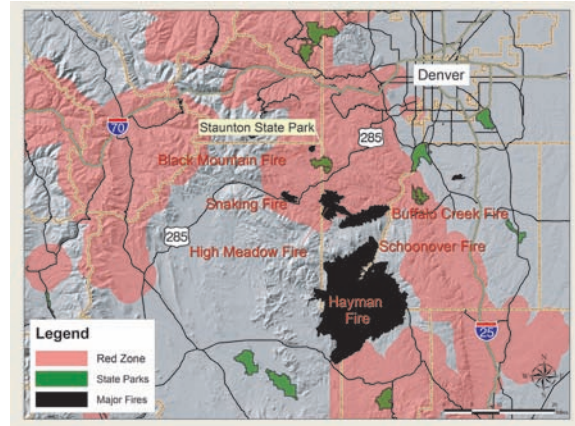 Denver
70
Staunton State Park
285
Black Mountain Fire
Snaking Fire
Buffalo Creek Fire
285
High Meadow Fire
Schoonover Fire
Hayman
Fire
25
Legend
Red Zone
State Parks
Major Fires
N
W
E
S